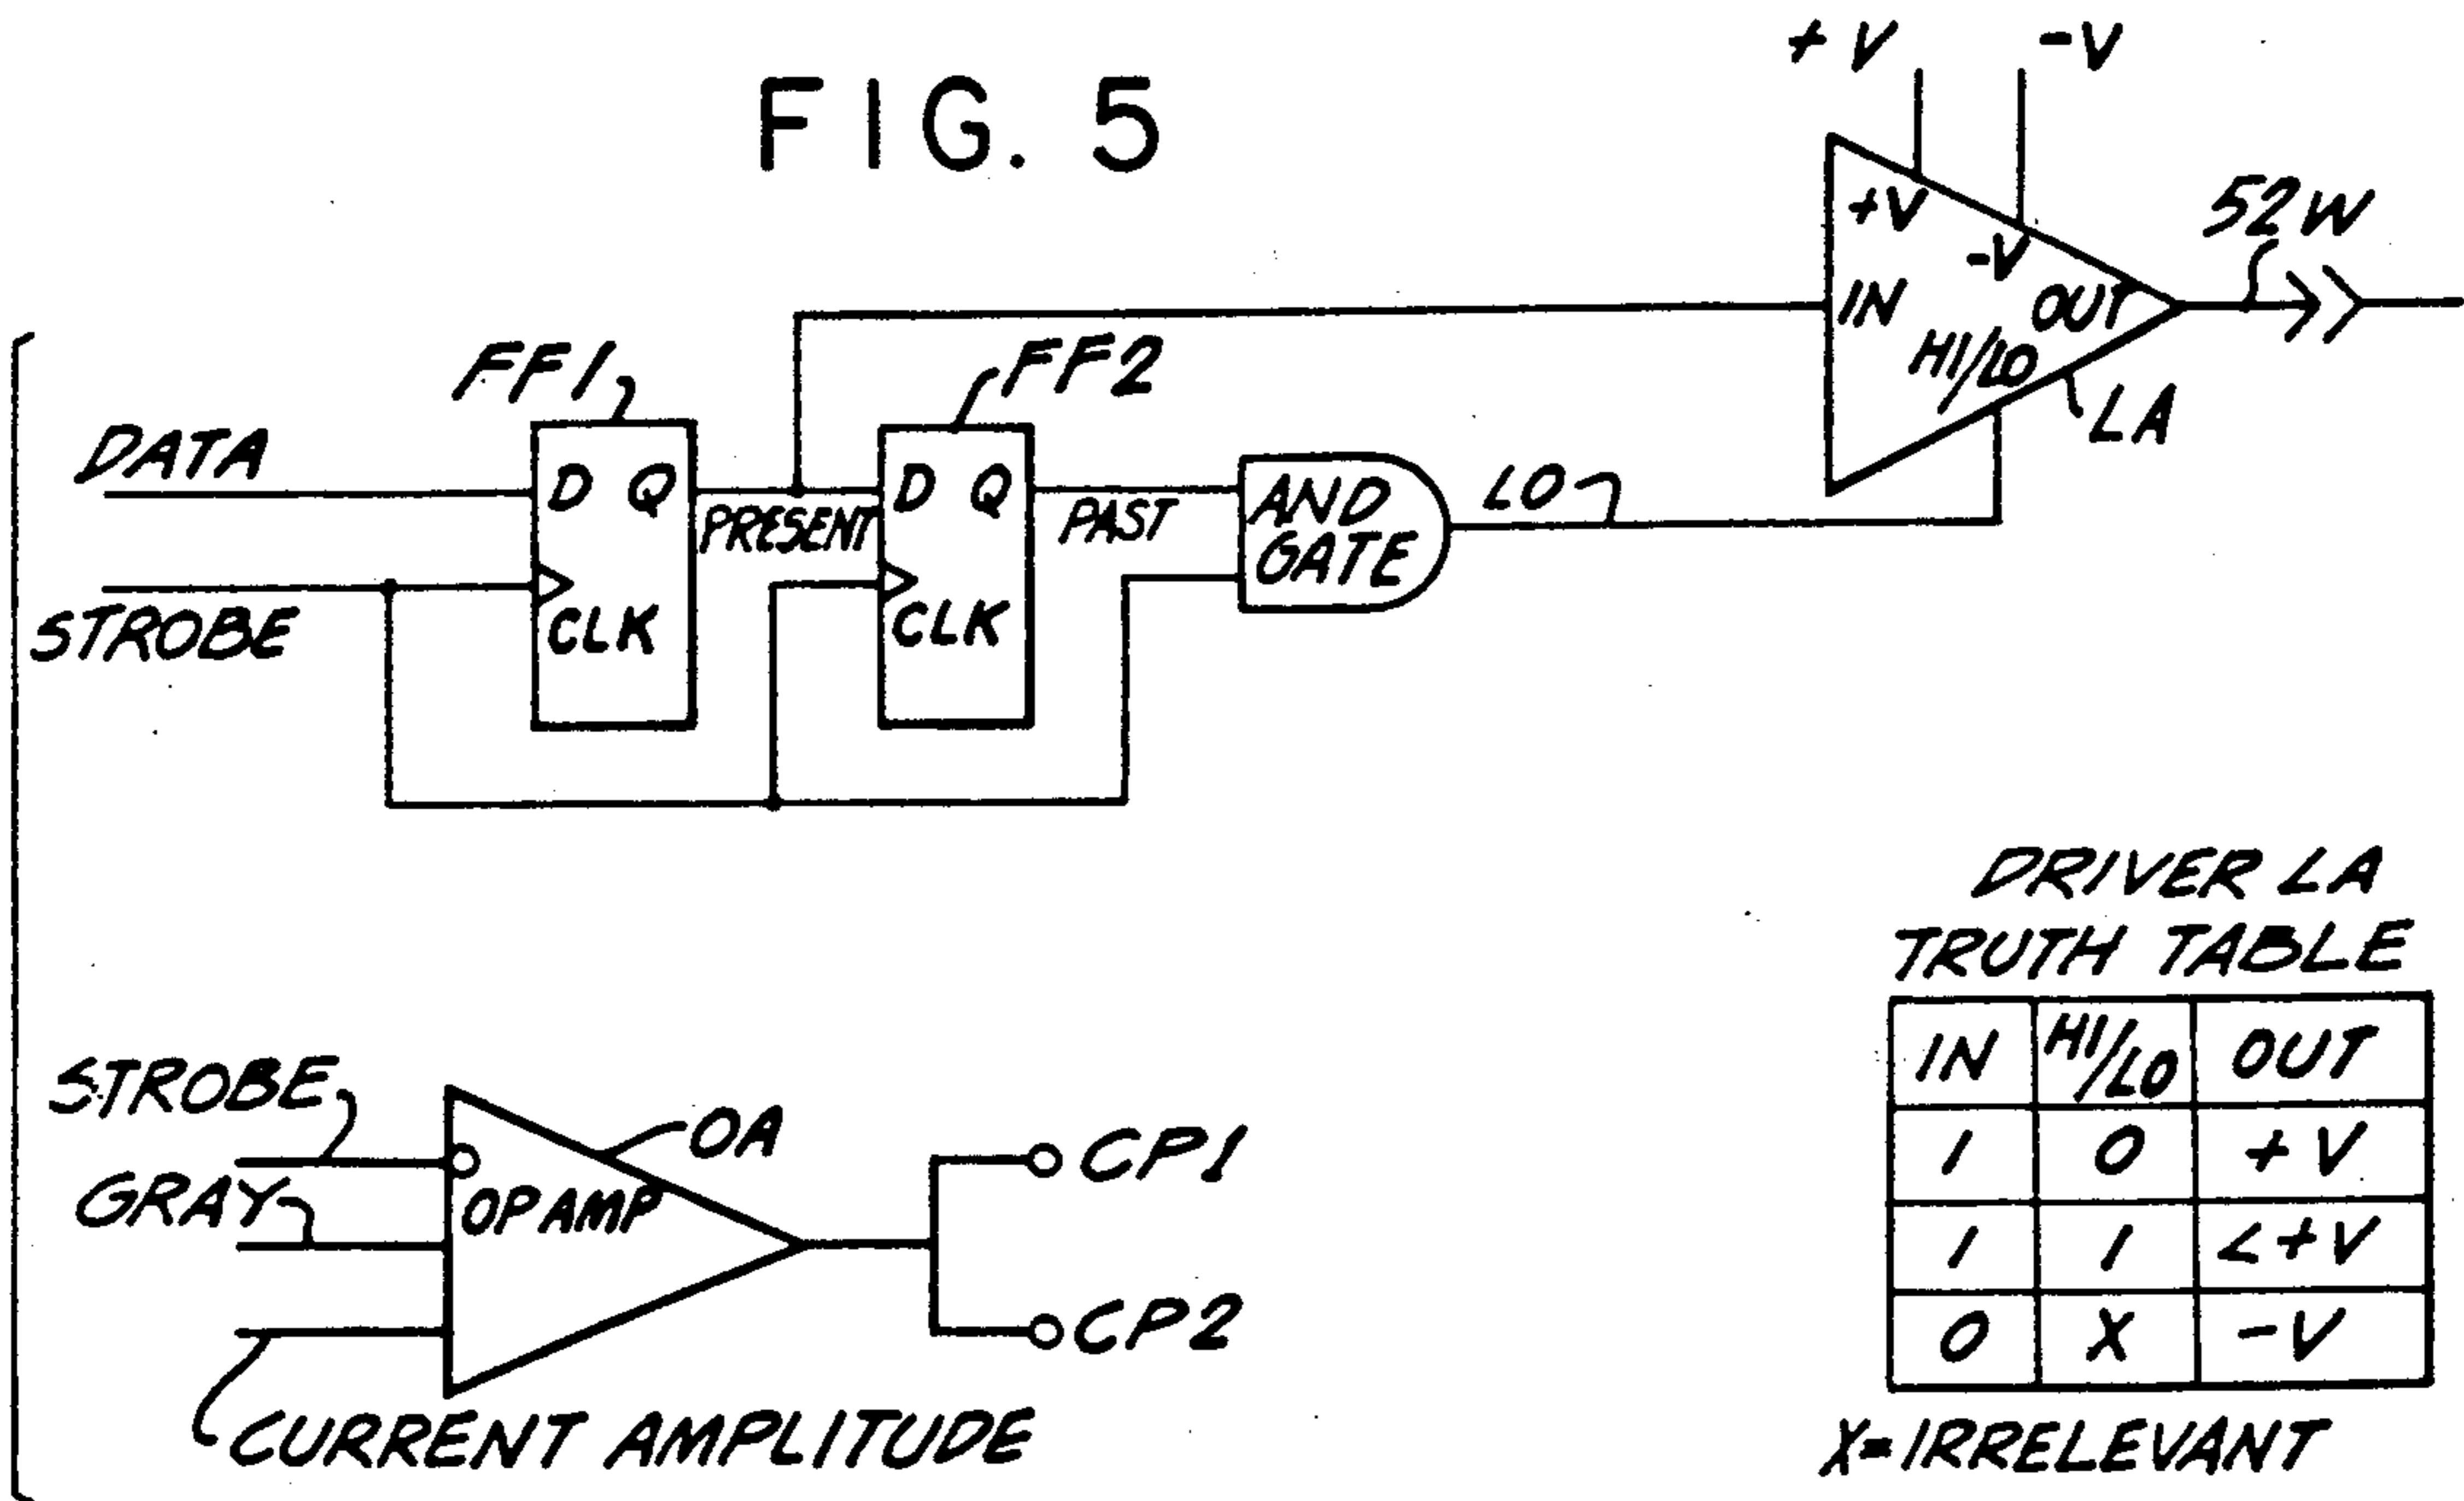 FIG. 5
+V
-V
+V
-V
IN
OUT
HI/LO
52W
LA
FF1
FF2
DATA
STROBE
D Q
CLK
PRESENT
D Q
CLK
PAST
AND
GATE
LO
STROBE
GRAY
OP AMP
OA
CP1
CP2
CURRENT AMPLITUDE
DRIVER LA
TRUTH TABLE
IN HI/LO OUT
1 0 +V
1 1 <+V
0 X -V
X=IRRELEVANT